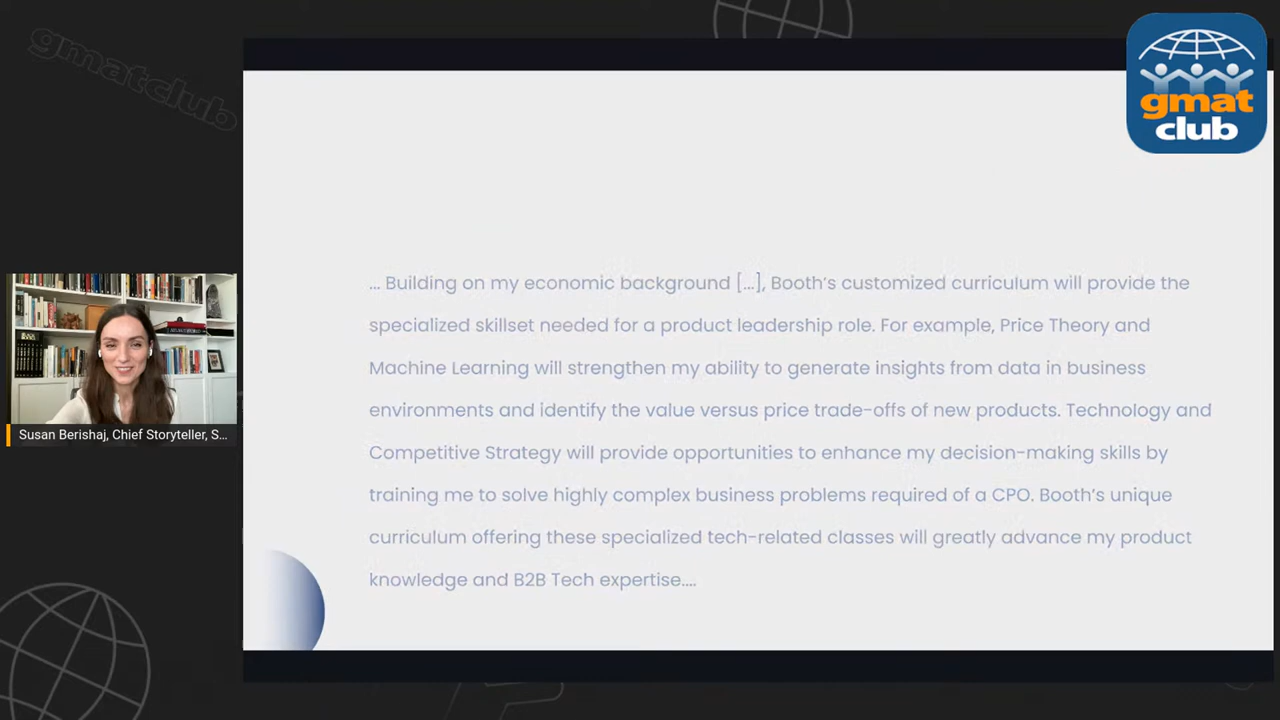 gmatclub
gmat
club
... Building on my economic background [...], Booth's customized curriculum will provide the
specialized skillset needed for a product leadership role. For example, Price Theory and
Machine Learning will strengthen my ability to generate insights from data in business
environments and identify the value versus price trade-offs of new products. Technology and
Competitive Strategy will provide opportunities to enhance my decision-making skills by
training me to solve highly complex business problems required of a CPO. Booth's unique
curriculum offering these specialized tech-related classes will greatly advance my product
knowledge and B2B Tech expertise....
Susan Berishaj, Chief Storyteller, S...